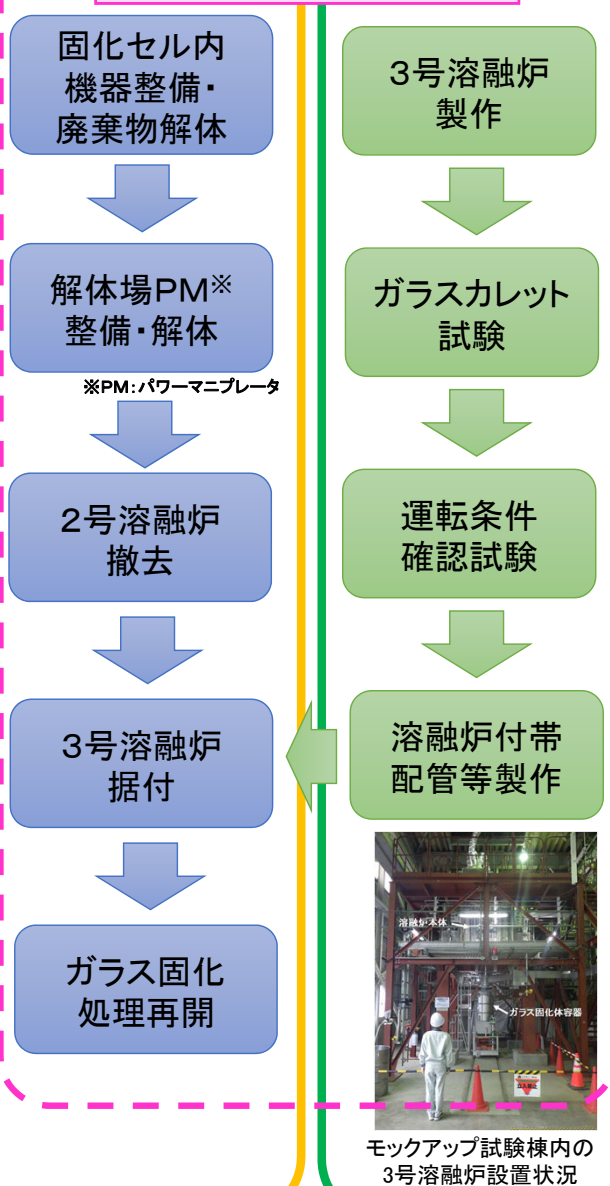 固化セル内
機器整備・
廃棄物解体
解体場PM※
整備・解体
※PM：パワーマニプレータ
2号溶融炉
撤去
3号溶融炉
据付
ガラス固化
処理再開
3号溶融炉
製作
ガラスカレット
試験
運転条件
確認試験
溶融炉付帯
配管等製作
溶融炉本体
ガラス固化体容器
立入禁止
モックアップ試験棟内の
3号溶融炉設置状況